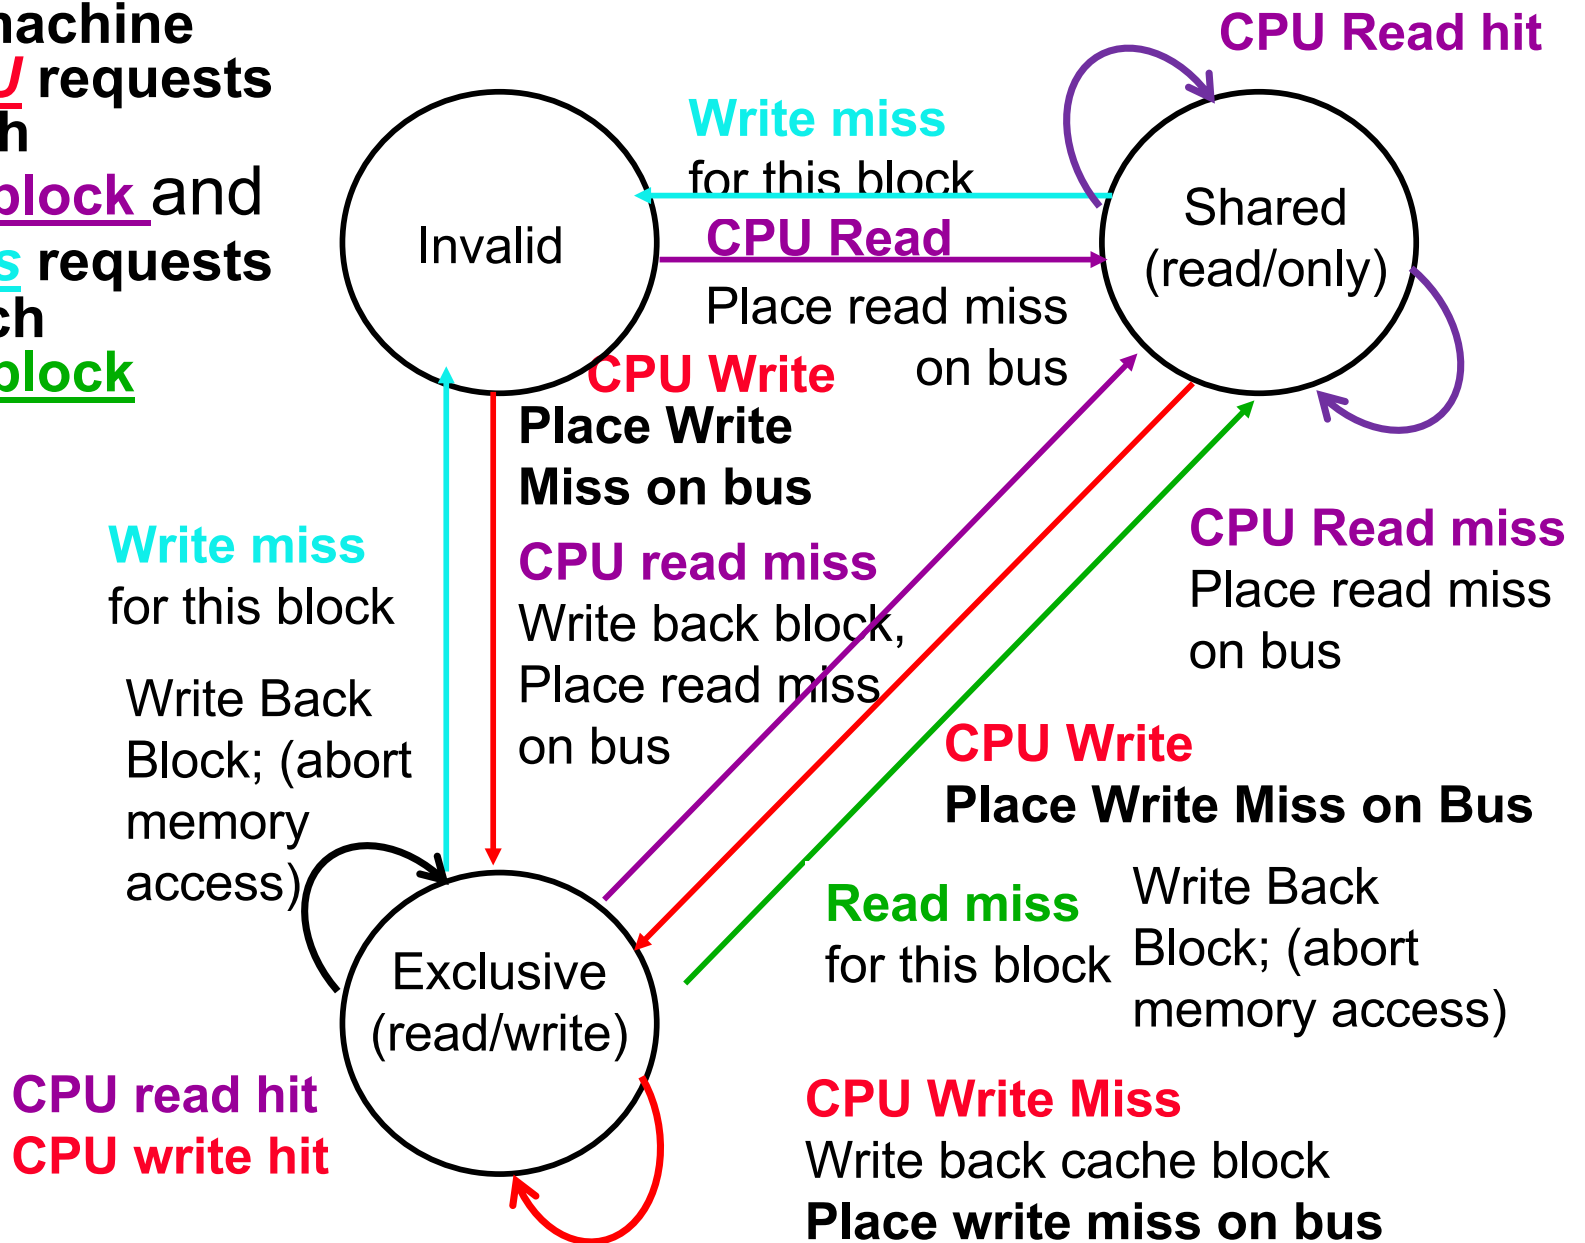 machine
U requests
h
block and
s requests
ch
block
CPU Read hit
Write miss
for this block
Invalid
CPU Read
Place read miss
on bus
Shared
(read/only)
CPU Write
Place Write
Miss on bus
Write miss
for this block
CPU read miss
Write back block,
Place read miss
on bus
CPU Read miss
Place read miss
on bus
Write Back
Block; (abort
memory
access)
CPU Write
Place Write Miss on Bus
Read miss
for this block
Write Back
Block; (abort
memory access)
Exclusive
(read/write)
CPU read hit
CPU write hit
CPU Write Miss
Write back cache block
Place write miss on bus